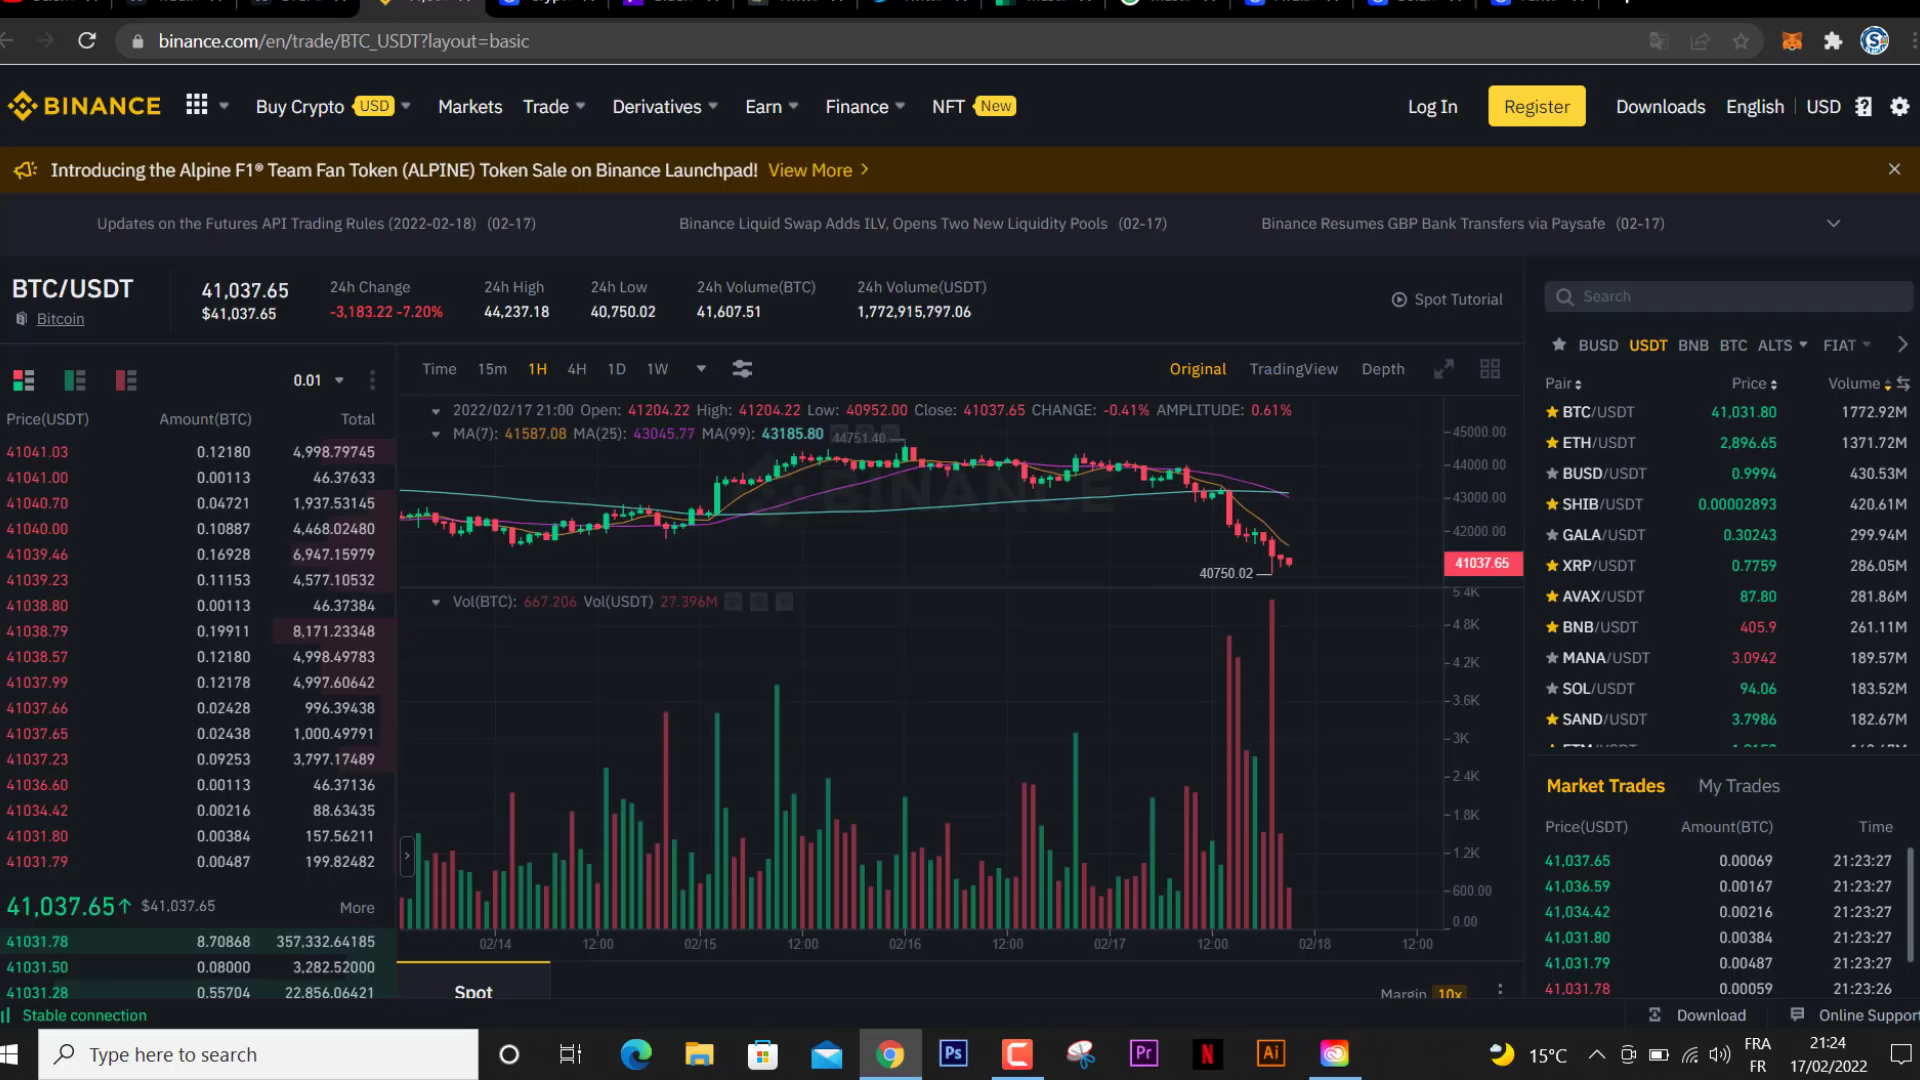 binance.com/en/trade/BTC_USDT?layout=basic
BINANCE Buy Crypto USD Markets Trade Derivatives Earn Finance NFT New Log In Register Downloads English USD
Introducing the Alpine F1® Team Fan Token (ALPINE) Token Sale on Binance Launchpad! View More
Updates on the Futures API Trading Rules (2022-02-18) (02-17) Binance Liquid Swap Adds ILV, Opens Two New Liquidity Pools (02-17) Binance Resumes GBP Bank Transfers via Paysafe (02-17)
BTC/USDT
Bitcoin
41,037.65
$41,037.65
24h Change
-3,183.22 -7.20%
24h High
44,237.18
24h Low
40,750.02
24h Volume(BTC)
41,607.51
24h Volume(USDT)
1,772,915,797.06
Spot Tutorial
0.01
Price(USDT) Amount(BTC) Total
41041.03 0.12180 4,998.79745
41041.00 0.00113 46.37633
41040.70 0.04721 1,937.53145
41040.00 0.10887 4,468.02480
41039.46 0.16928 6,947.15979
41039.23 0.11153 4,577.10532
41038.80 0.00113 46.37384
41038.79 0.19911 8,171.23348
41038.57 0.12180 4,998.49783
41037.99 0.12178 4,997.60642
41037.66 0.02428 996.39438
41037.65 0.02438 1,000.49791
41037.23 0.09253 3,797.17489
41036.60 0.00113 46.37136
41034.42 0.00216 88.63435
41031.80 0.00384 157.56211
41031.79 0.00487 199.82482
41,037.65↑ $41,037.65 More
41031.78 8.70868 357,332.64185
41031.50 0.08000 3,282.52000
41031.28 0.55704 22,856.06421
Time 15m 1H 4H 1D 1W Original TradingView Depth
2022/02/17 21:00 Open: 41204.22 High: 41204.22 Low: 40952.00 Close: 41037.65 CHANGE: -0.41% AMPLITUDE: 0.61%
MA(7): 41587.08 MA(25): 43045.77 MA(99): 43185.80
44751.40
BINANCE
45000.00
44000.00
43000.00
42000.00
41037.65
40750.02
Vol(BTC): 667.206 Vol(USDT) 27.396M
5.4K
4.8K
4.2K
3.6K
3K
2.4K
1.8K
1.2K
600.00
0.00
02/14 12:00 02/15 12:00 02/16 12:00 02/17 12:00 02/18 12:00
Spot Margin 10x
Search
BUSD USDT BNB BTC ALTS FIAT
Pair Price Volume
BTC/USDT 41,031.80 1772.92M
ETH/USDT 2,896.65 1371.72M
BUSD/USDT 0.9994 430.53M
SHIB/USDT 0.00002893 420.61M
GALA/USDT 0.30243 299.94M
XRP/USDT 0.7759 286.05M
AVAX/USDT 87.80 281.86M
BNB/USDT 405.9 261.11M
MANA/USDT 3.0942 189.57M
SOL/USDT 94.06 183.52M
SAND/USDT 3.7986 182.67M
Market Trades My Trades
Price(USDT) Amount(BTC) Time
41,037.65 0.00069 21:23:27
41,036.59 0.00167 21:23:27
41,034.42 0.00216 21:23:27
41,031.80 0.00384 21:23:27
41,031.79 0.00487 21:23:27
41,031.78 0.00059 21:23:26
Stable connection Download Online Support
Type here to search
Ps
Pr
N
Ai
15°C
FRA
FR
21:24
17/02/2022